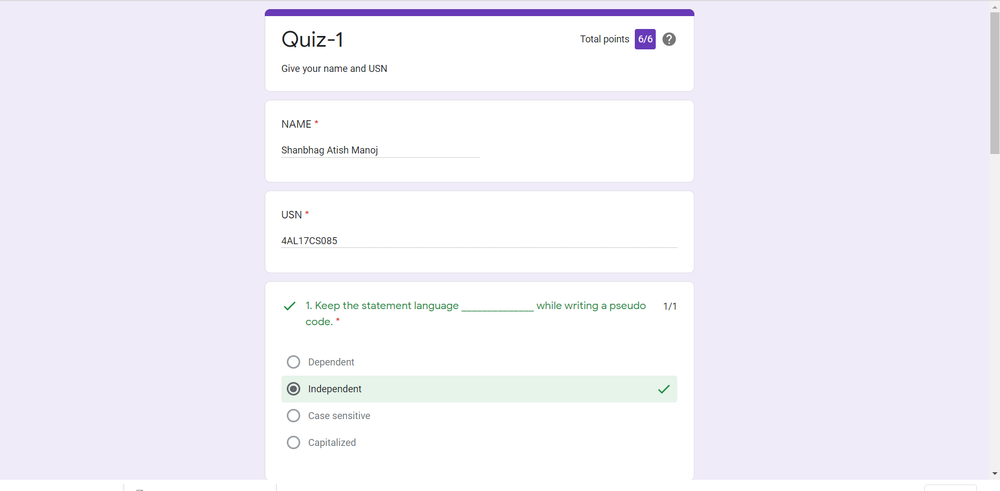 Quiz-1
Total points 6/6
Give your name and USN
NAME *
Shanbhag Atish Manoj
USN *
4AL17CS085
1. Keep the statement language ______________ while writing a pseudo 1/1
code. *
Dependent
Independent
Case sensitive
Capitalized